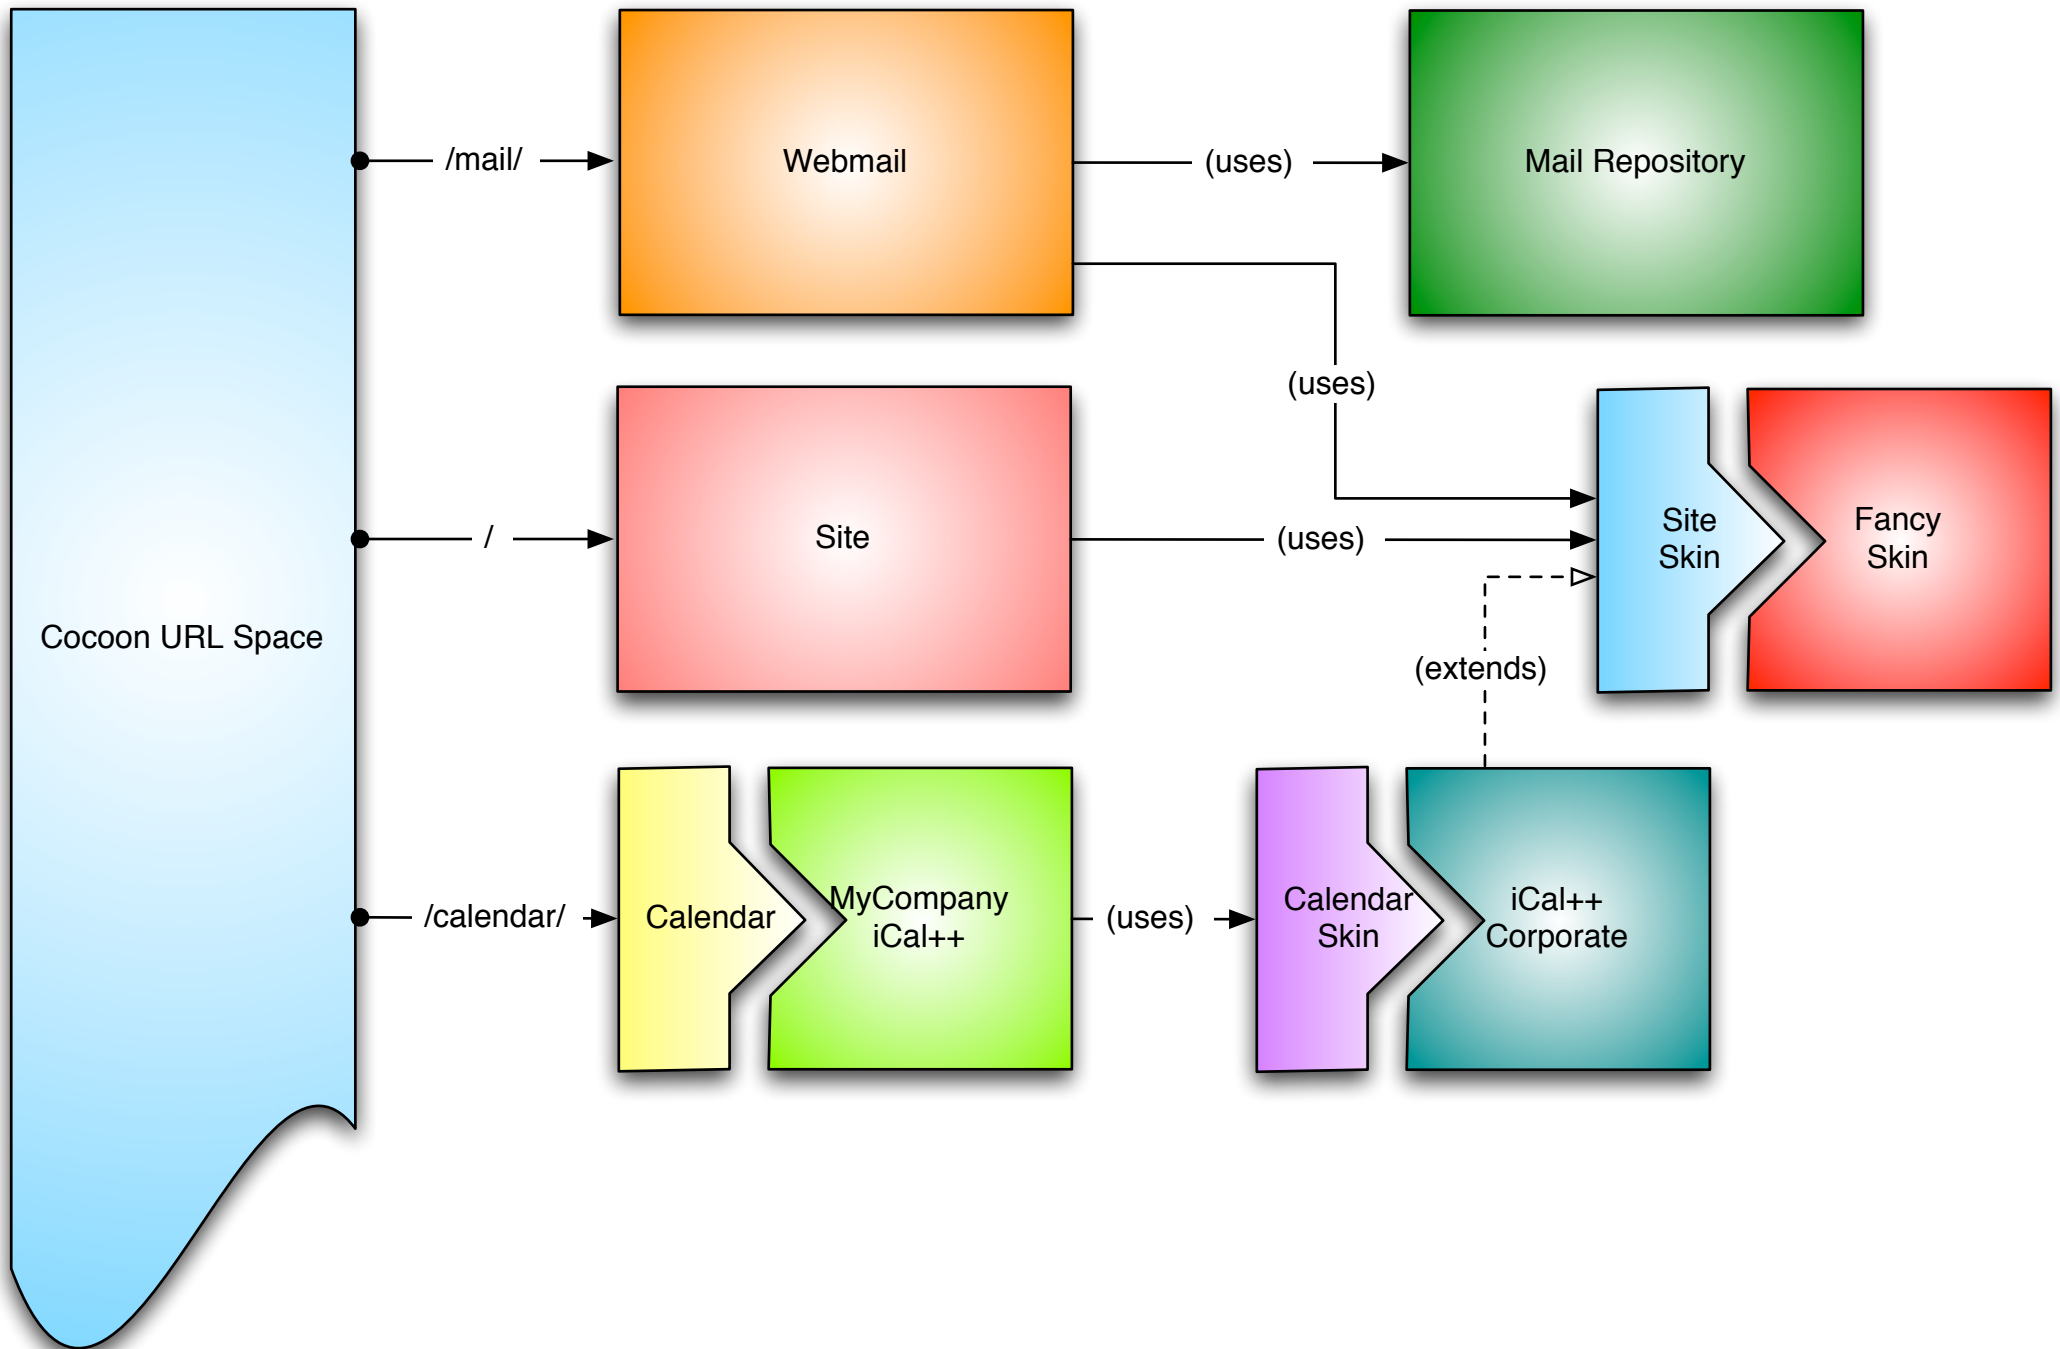 Cocoon URL Space
/mail/
Webmail
(uses)
Mail Repository
(uses)
/
Site
(uses)
Site
Skin
Fancy
Skin
(extends)
/calendar/
Calendar
MyCompany
iCal++
(uses)
Calendar
Skin
iCal++
Corporate